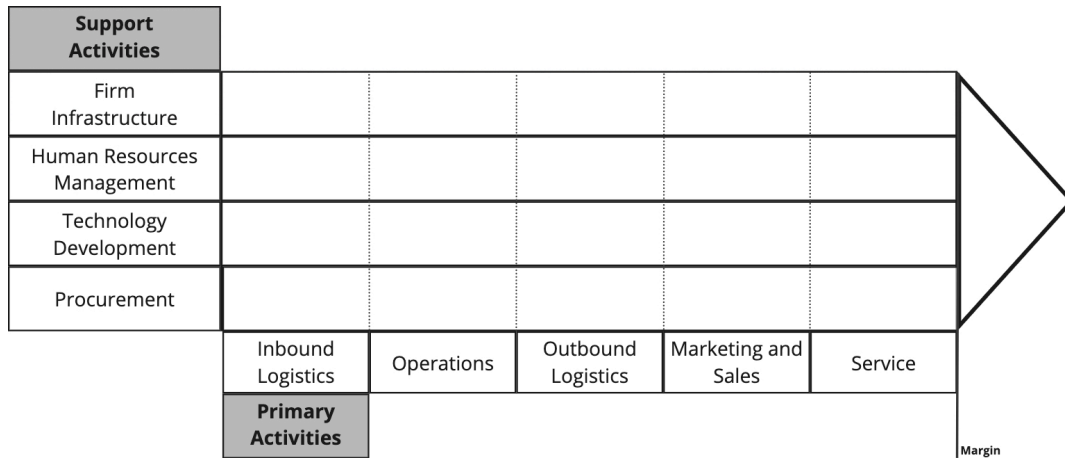 Support
Activities
Firm
Infrastructure
Human Resources
Management
Technology
Development
Procurement
Inbound
Logistics
Operations
Outbound
Logistics
Marketing and
Sales
Service
Primary
Activities
Margin